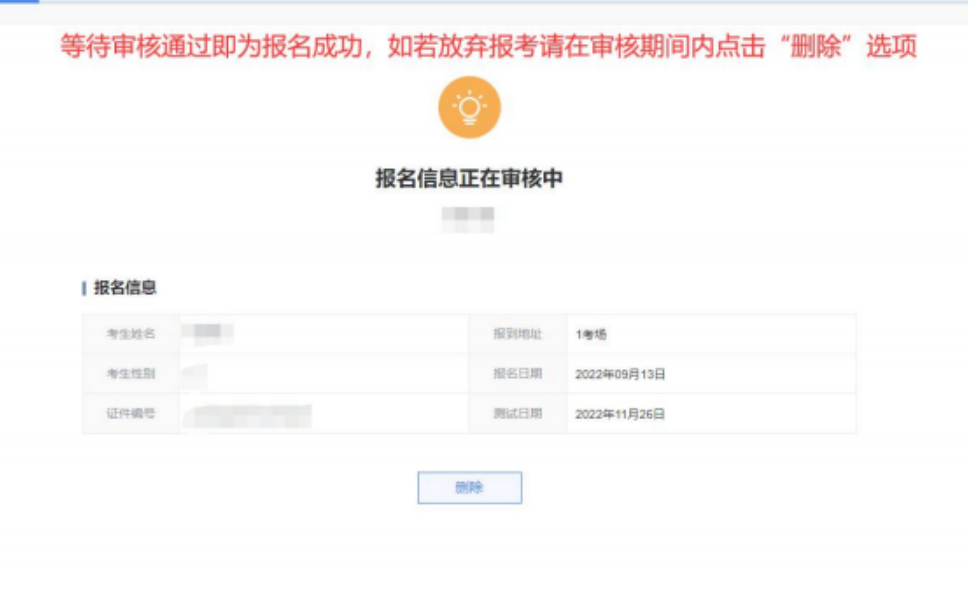 等待审核通过即为报名成功，如若放弃报考请在审核期间内点击“删除”选项
报名信息正在审核中
报名信息
考生姓名 报到地址 1考场
考生性别 报名日期 2022年09月13日
证件编号 测试日期 2022年11月26日
删除